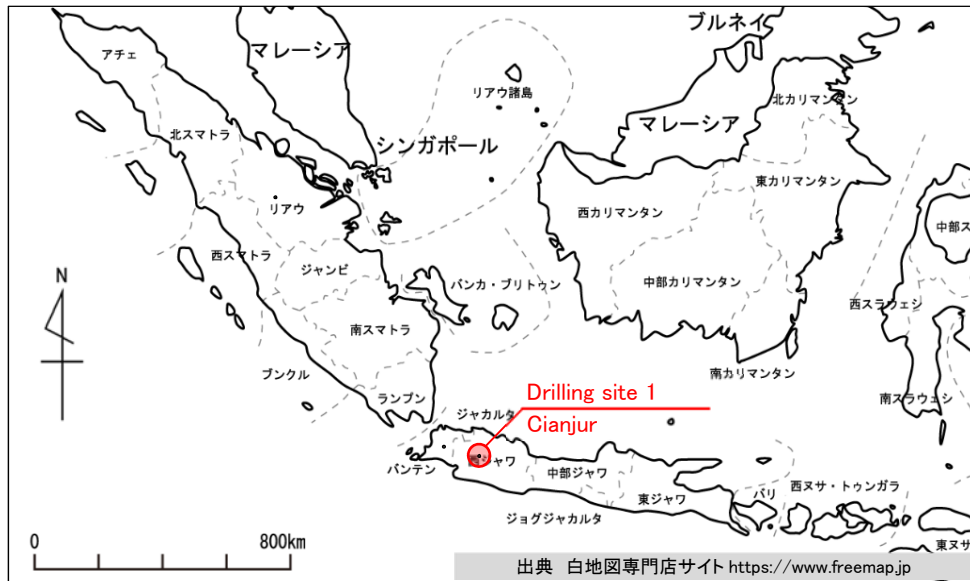 ブルネイ
マレーシア
アチェ
リアウ諸島
北カリマンタン
北スマトラ
シンガポール
マレーシア
東カリマンタン
リアウ
西カリマンタン
西スマトラ
中部ス
ジャンビ
バンカ・ブリトゥン
中部カリマンタン
西スラウェシ
N
南スマトラ
ブンクル
南カリマンタン
ランプン
Drilling site 1
南スラウェシ
ジャカルタ
Cianjur
バンテン
ジャワ
中部ジャワ
東ジャワ
バリ
西ヌサ・トゥンガラ
ジョグジャカルタ
0
800km
東ヌサ
出典 白地図専門店サイト https://www.freemap.jp